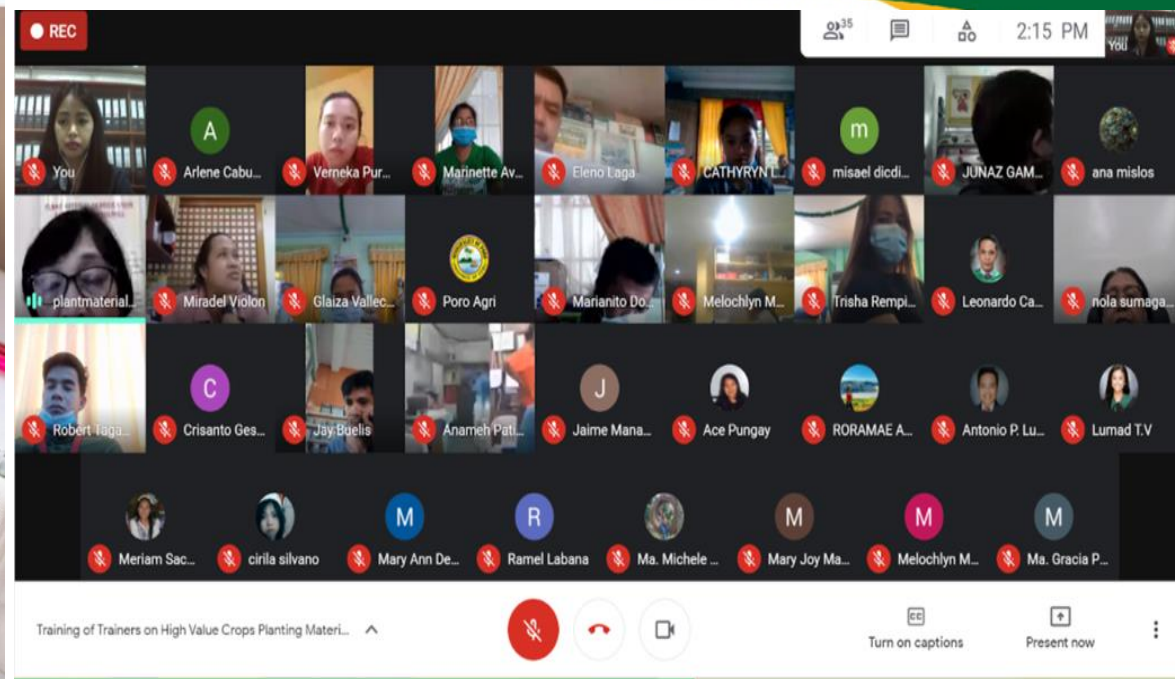 REC
35
2:15 PM
You
You
A
Arlene Cabu...
Verneka Pur...
Marinette Av...
Eleno Laga
CATHYRYN L...
m
misael dicdi...
JUNAZ GAM...
ana mislos
plantmaterial...
Miradel Violon
Glaiza Vallec...
Poro Agri
Marianito Do...
Melochlyn M...
Trisha Rempi...
Leonardo Ca...
nola sumaga...
Robert Taga...
C
Crisanto Ges...
Jay Buelis
Anameh Pati...
J
Jaime Mana...
Ace Pungay
RORAMAE A...
Antonio P. Lu...
Lumad T.V
Meriam Sac...
cirila silvano
M
Mary Ann De...
R
Ramel Labana
Ma. Michele ...
M
Mary Joy Ma...
M
Melochlyn M...
M
Ma. Gracia P...
Training of Trainers on High Value Crops Planting Materi...
CC
Turn on captions
Present now